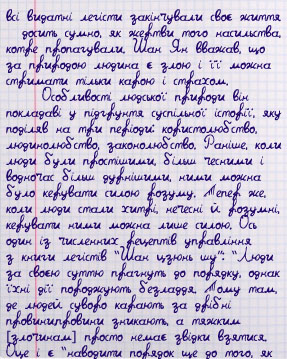 всі видатні легісти закінчували своє життя
досить сумно, як жертви того насильства,
котре пропагували. Шан Ян вважав, що
за природою людина є злою і її можна
стримати тільки карою і страхом.
Особливості людської природи він
покладав у підґрунтя суспільної історії, яку
поділяв на три періоди: користолюбство,
людинолюбство, законолюбство. Раніше, коли
люди були простішими, більш чесними і
водночас більш дурнішими, ними можна
було керувати силою розуму. Тепер же,
коли люди стали хитрі, нечесні й розумні,
керувати ними можна лише силою. Ось
один із численних рецептів управління
з книги легістів "Шан цзюнь шу": "Люди
за своєю суттю прагнуть до порядку, однак
їхні дії породжують безладдя. Тому там,
де людей суворо карають за дрібні
провинипровини зникають, а тяжким
[злочинам] просто немає звідки взятися.
Це і є "наводити порядок ще до того, як